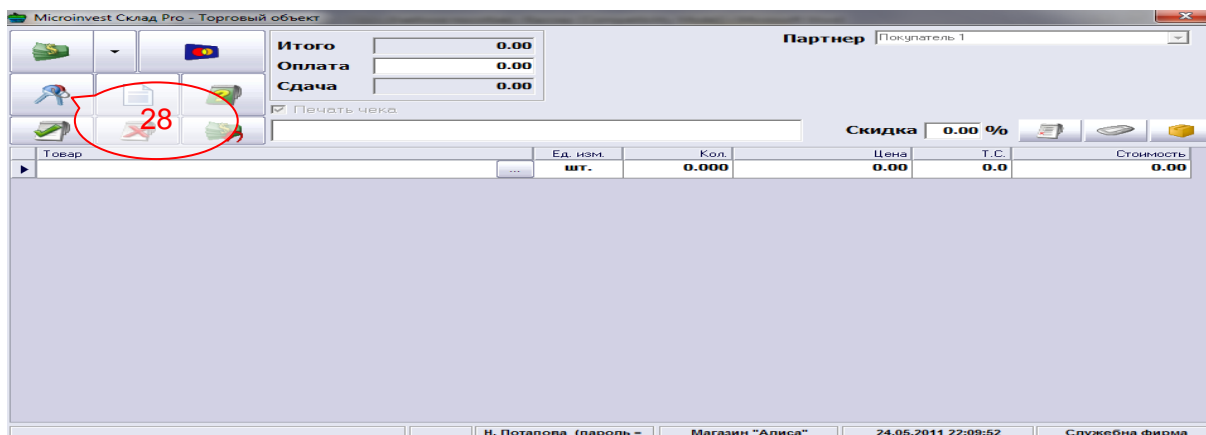 Microinvest Склад Pro - Торговый объект
Итого 0.00
Оплата 0.00
Сдача 0.00
Партнер Покупатель 1
Печать чека
28
Скидка 0.00 %
Товар Ед. изм. Кол. Цена Т.С. Стоимость
... шт. 0.000 0.00 0.0 0.00
Н. Потапова (пароль = Магазин "Алиса" 24.05.2011 22:09:52 Служебна фирма